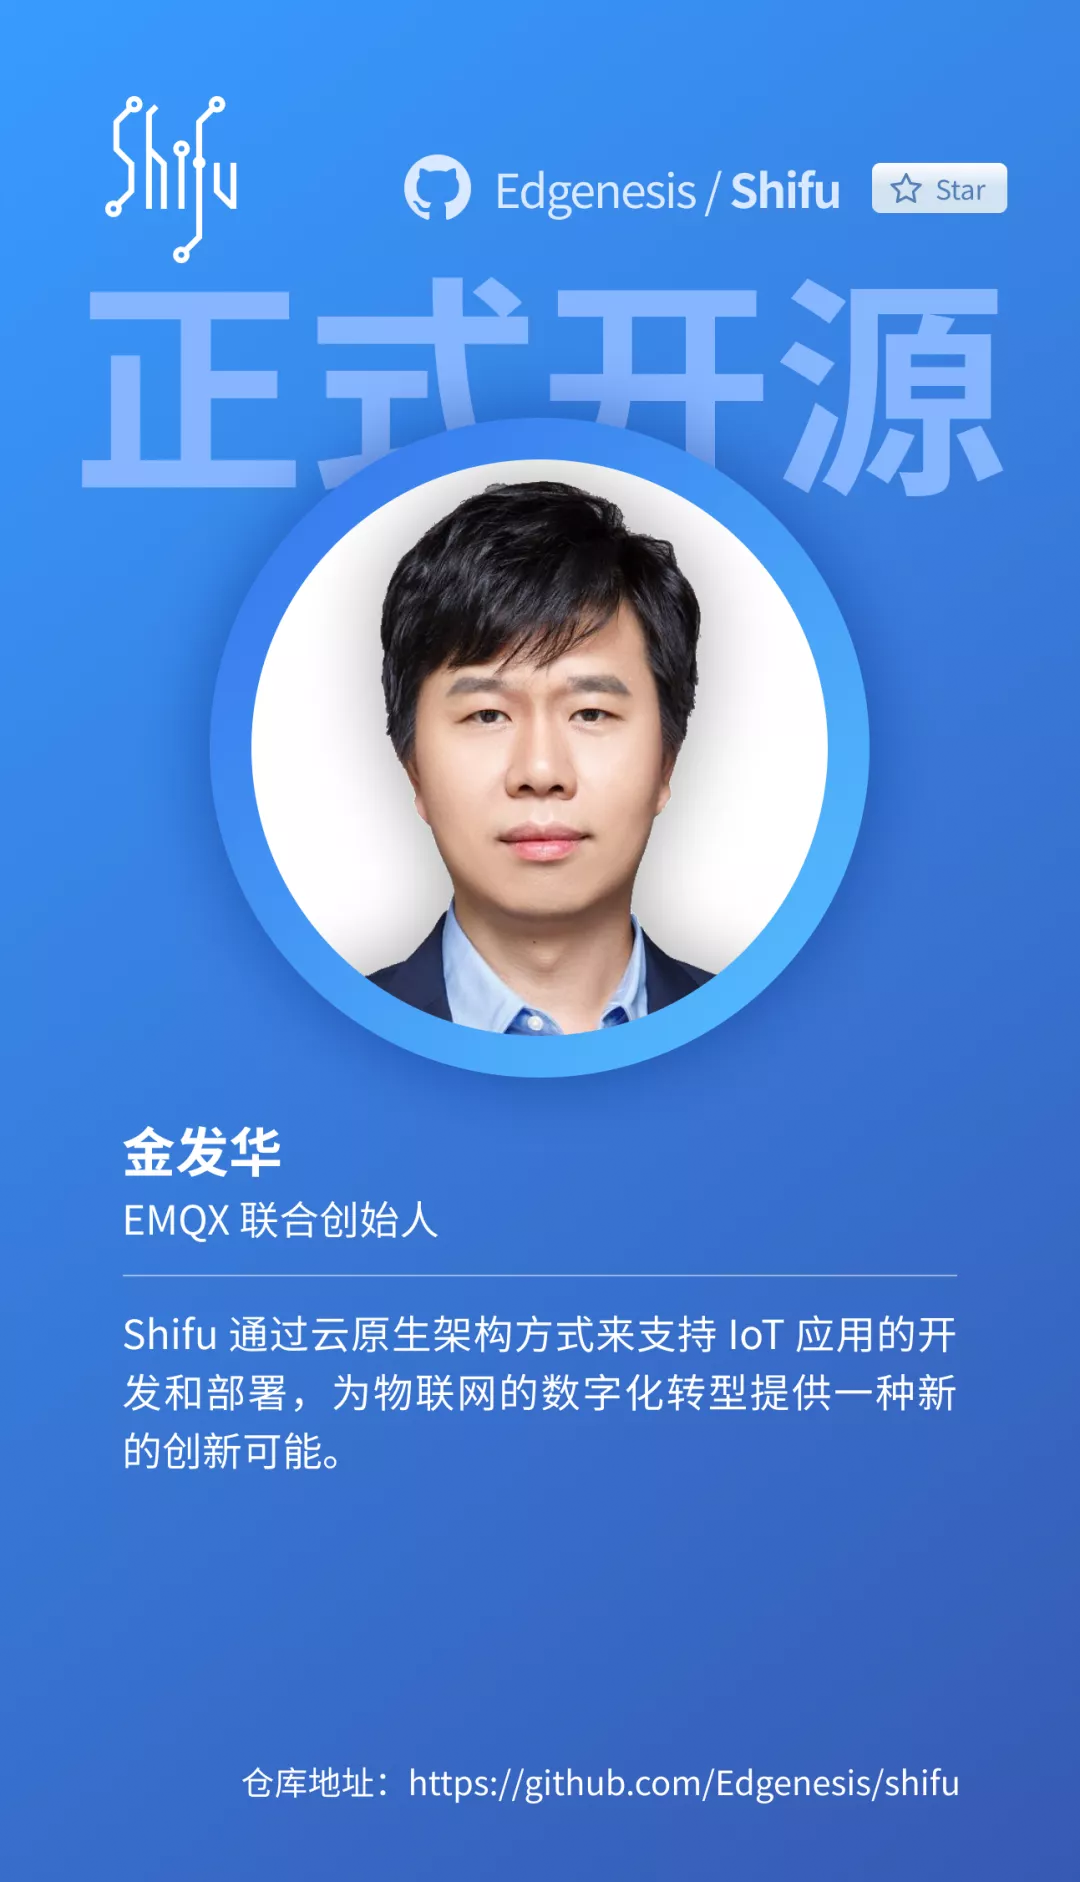 Shifu
Edgenesis / Shifu Star
正式开源
金发华
EMQX 联合创始人
Shifu 通过云原生架构方式来支持 IoT 应用的开
发和部署，为物联网的数字化转型提供一种新
的创新可能。
仓库地址：https://github.com/Edgenesis/shifu